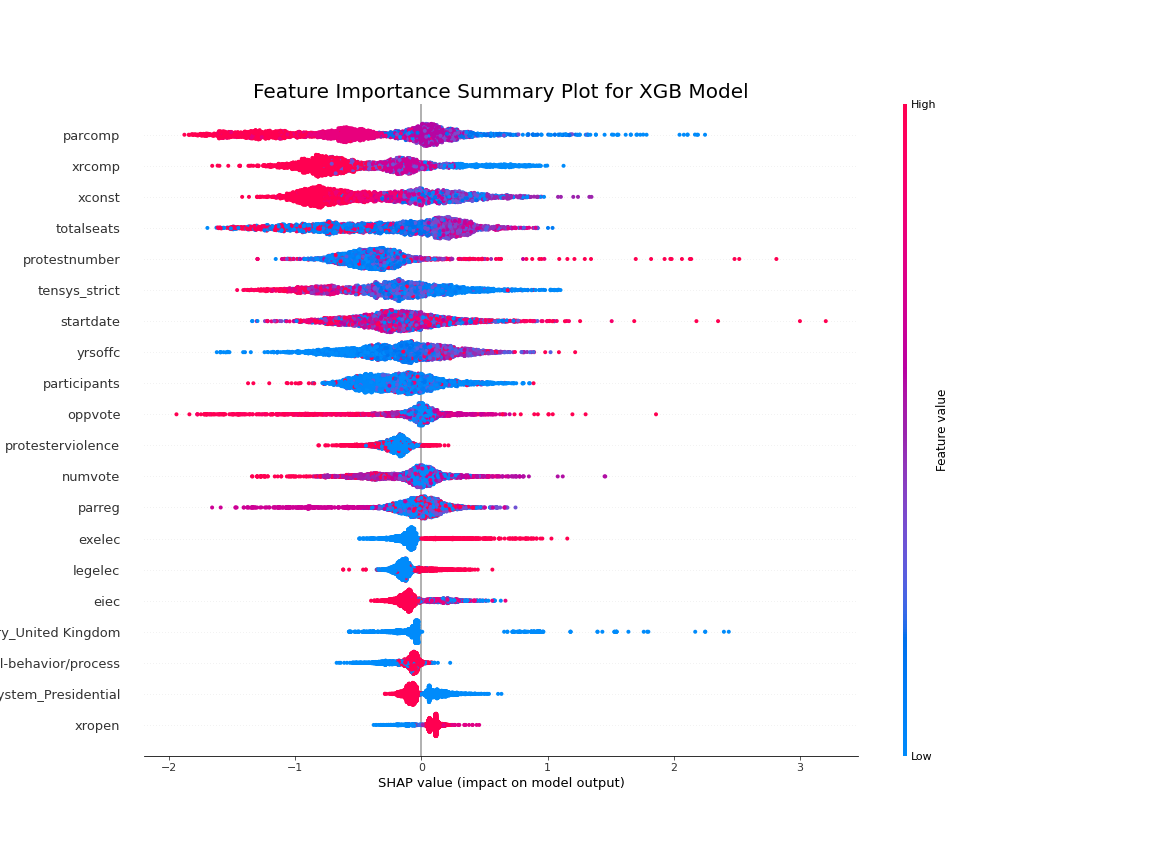 Feature Importance Summary Plot for XGB Model
High
parcomp
xrcomp
xconst
totalseats
protestnumber
tensys_strict
startdate
yrsoffc
participants
oppvote
protesterviolence
numvote
parreg
exelec
legelec
eiec
ry_United Kingdom
l-behavior/process
ystem_Presidential
xropen
Feature value
Low
−2
−1
0
1
2
3
SHAP value (impact on model output)